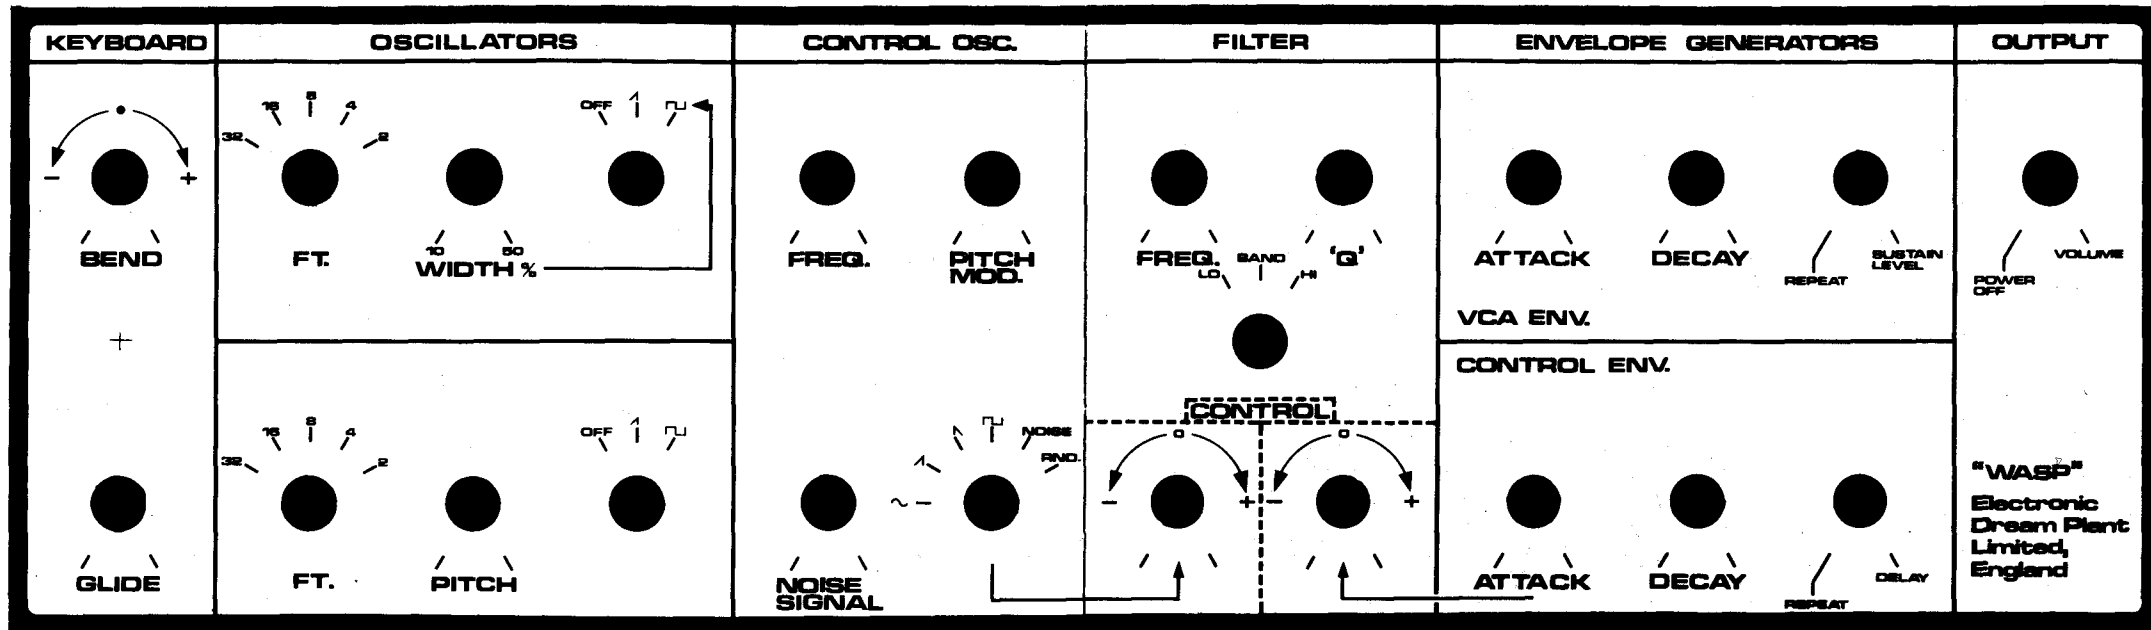 KEYBOARD
OSCILLATORS
CONTROL OSC.
FILTER
ENVELOPE GENERATORS
OUTPUT
- +
BEND
GLIDE
32 16 8 4 2
FT.
10 50
WIDTH %
OFF
32 16 8 4 2
FT.
PITCH
OFF
FREQ.
PITCH
MOD.
NOISE
SIGNAL
NOISE
RND.
FREQ.
'Q'
LO BAND HI
CONTROL
- 0 +
- 0 +
ATTACK
DECAY
REPEAT
SUSTAIN
LEVEL
VCA ENV.
CONTROL ENV.
ATTACK
DECAY
REPEAT
DELAY
POWER
OFF
VOLUME
"WASP"
Electronic
Dream Plant
Limited,
England